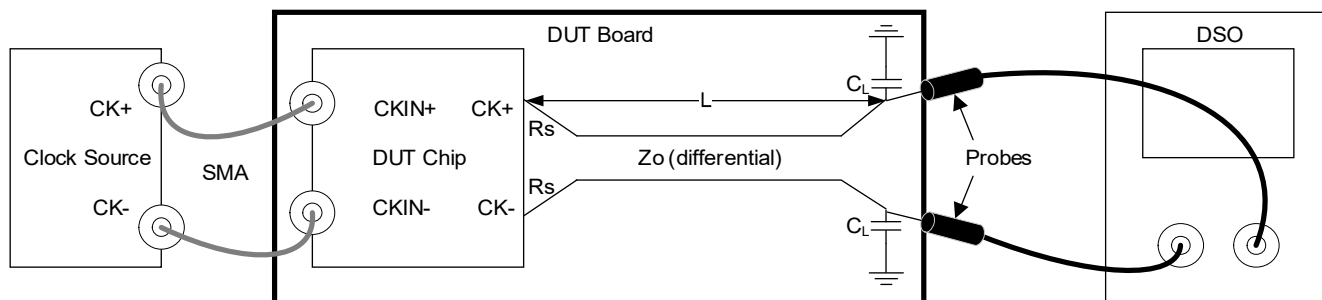 DUT Board
DSO
CK+
CKIN+
CK+
L
CL
Rs
Clock Source
SMA
DUT Chip
Zo (differential)
Probes
Rs
CK-
CKIN-
CK-
CL